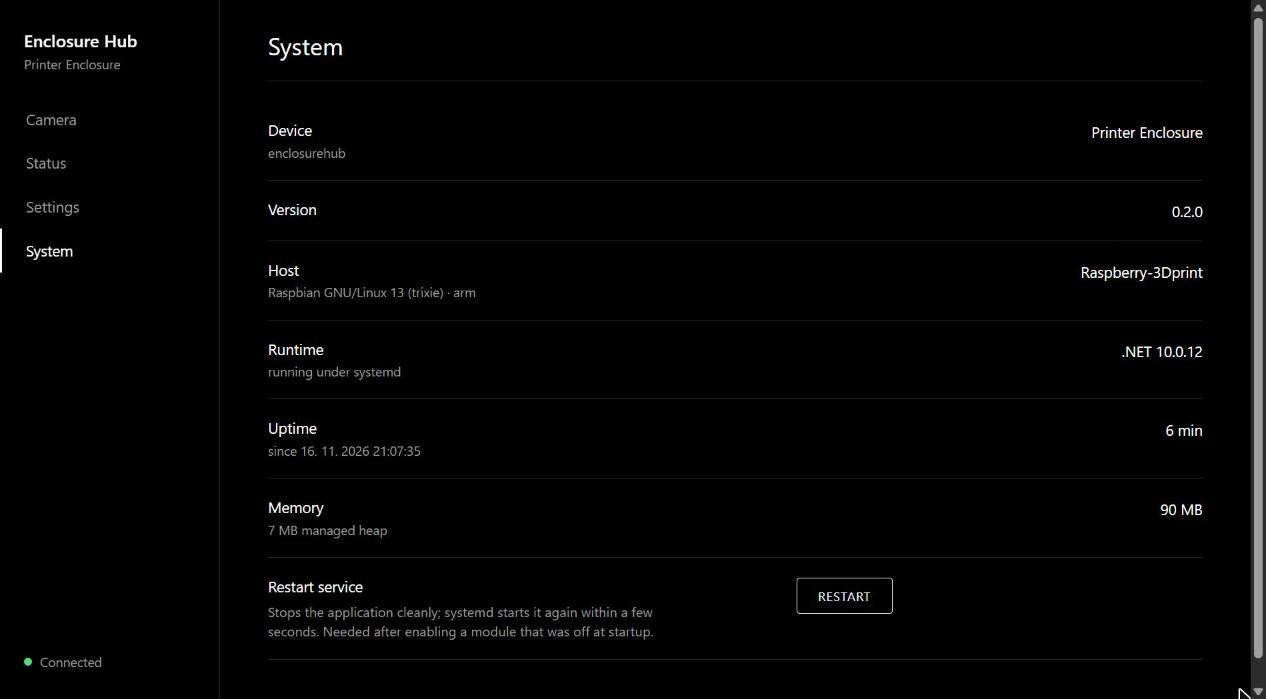 Enclosure Hub
Printer Enclosure
Camera
Status
Settings
System
Connected
System
Device
enclosurehub
Printer Enclosure
Version
0.2.0
Host
Raspbian GNU/Linux 13 (trixie) · arm
Raspberry-3Dprint
Runtime
running under systemd
.NET 10.0.12
Uptime
since 16. 11. 2026 21:07:35
6 min
Memory
7 MB managed heap
90 MB
Restart service
Stops the application cleanly; systemd starts it again within a few
seconds. Needed after enabling a module that was off at startup.
RESTART